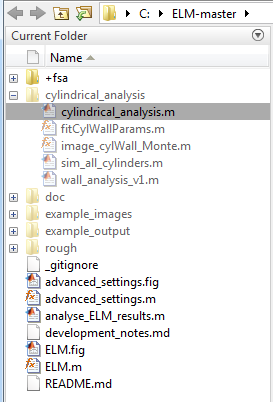 C: ▸ ELM-master
Current Folder
Name
+fsa
cylindrical_analysis
cylindrical_analysis.m
fitCylWallParams.m
image_cylWall_Monte.m
sim_all_cylinders.m
wall_analysis_v1.m
doc
example_images
example_output
rough
_gitignore
advanced_settings.fig
advanced_settings.m
analyse_ELM_results.m
development_notes.md
ELM.fig
ELM.m
README.md